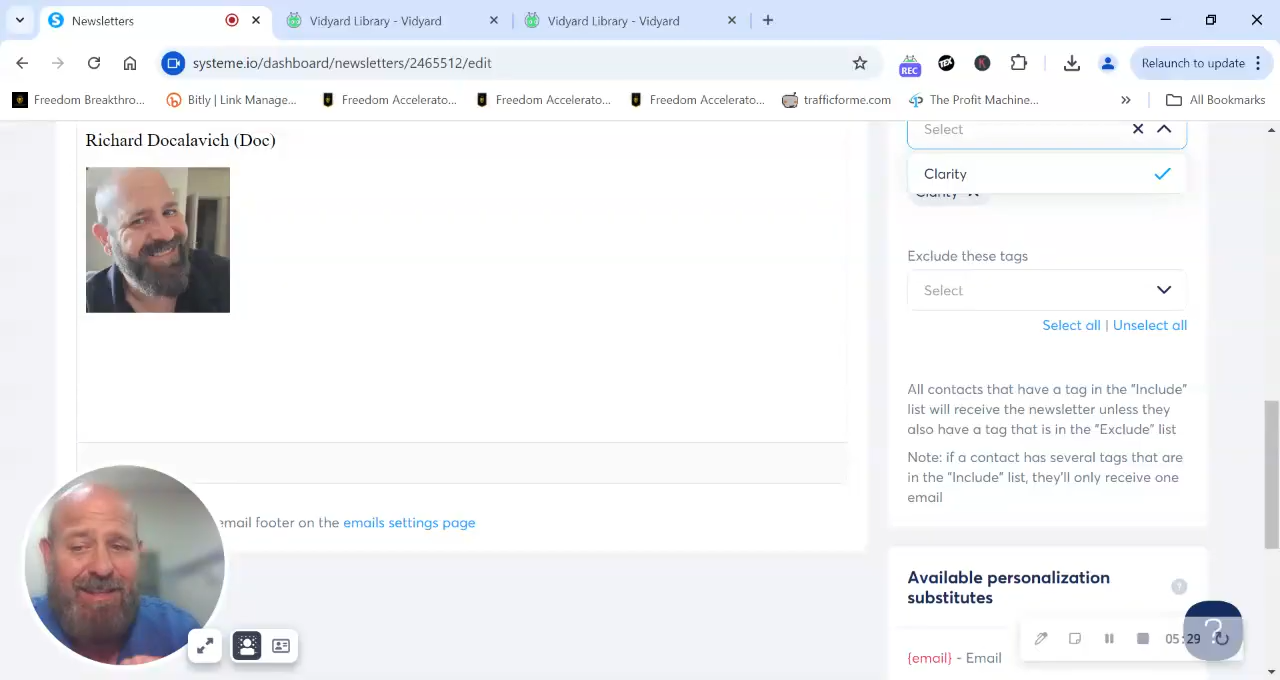 Newsletters
Vidyard Library - Vidyard
Vidyard Library - Vidyard
systeme.io/dashboard/newsletters/2465512/edit
REC
TEX
K
Relaunch to update
Freedom Breakthro...
Bitly | Link Manage...
Freedom Accelerato...
Freedom Accelerato...
Freedom Accelerato...
trafficforme.com
The Profit Machine...
All Bookmarks
Richard Docalavich (Doc)
Select
Clarity
Clarity
Exclude these tags
Select
Select all | Unselect all
All contacts that have a tag in the "Include"
list will receive the newsletter unless they
also have a tag that is in the "Exclude" list
Note: if a contact has several tags that are
in the "Include" list, they'll only receive one
email
email footer on the emails settings page
Available personalization
substitutes
?
{email} - Email
05:29
?